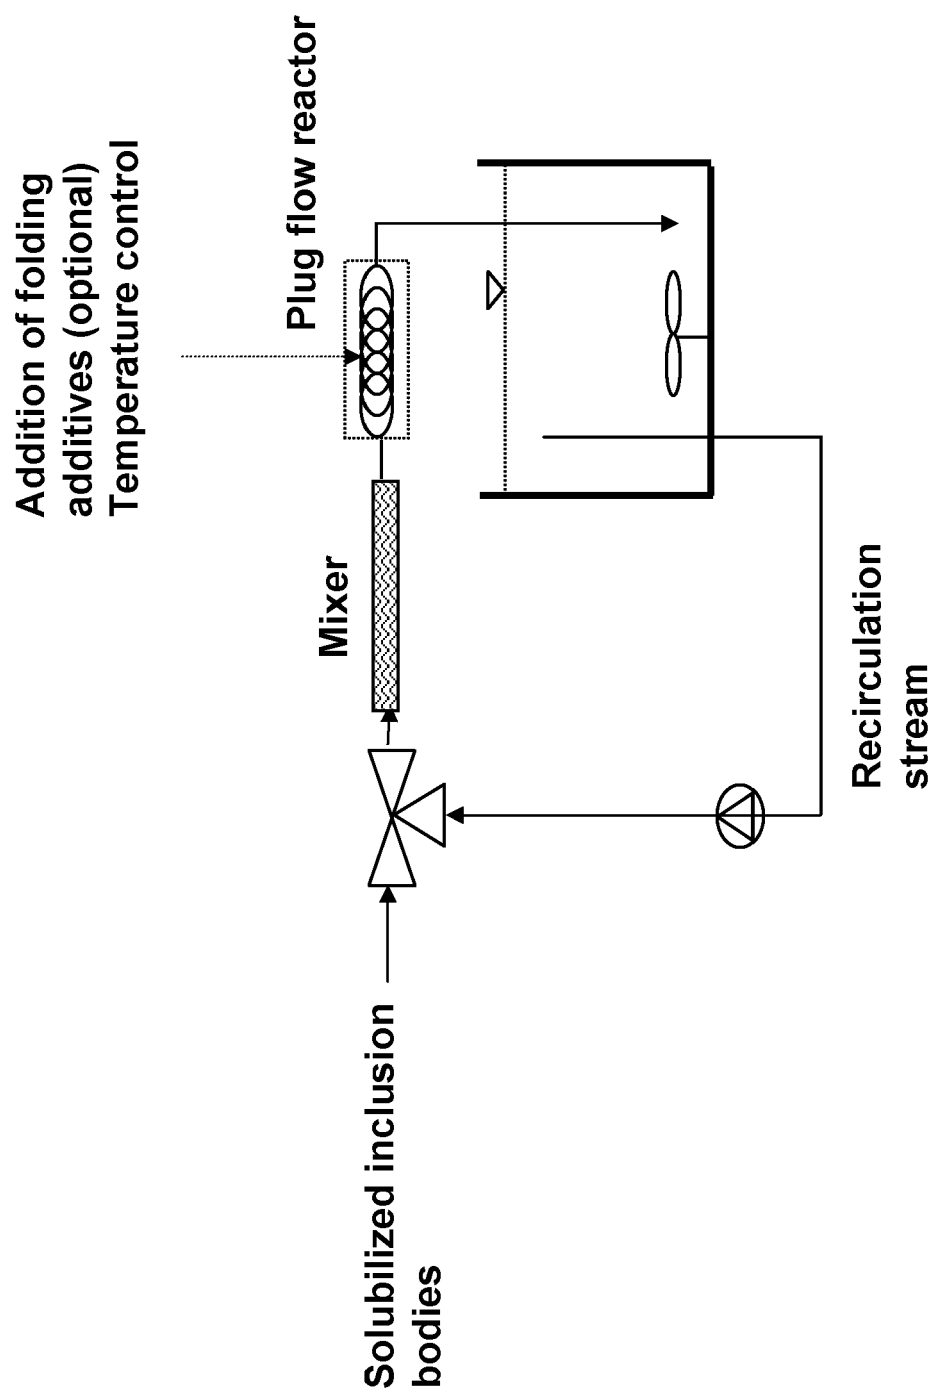 Addition of folding
additives (optional)
Temperature control
Plug flow reactor
Mixer
Solubilized inclusion
bodies
Recirculation
stream